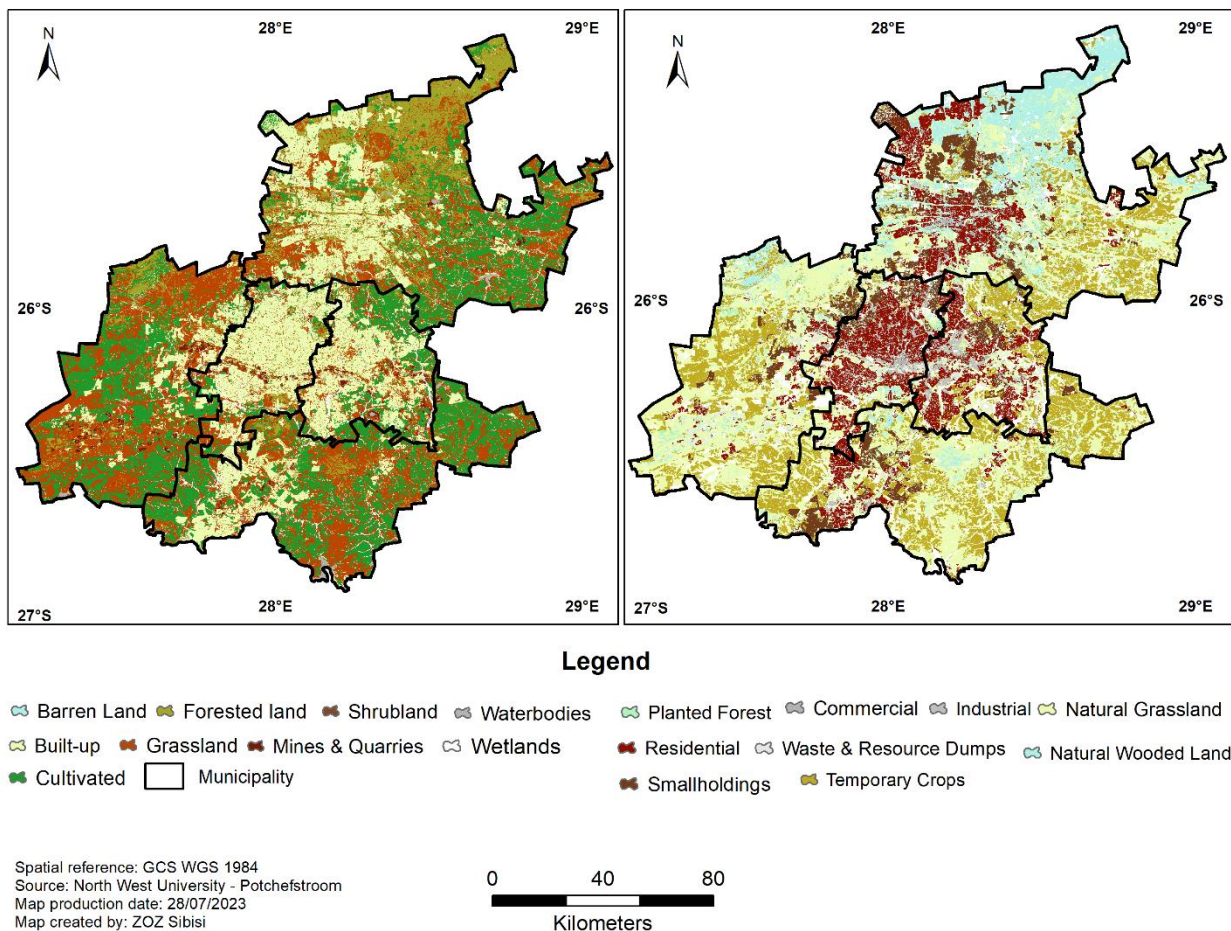 N 28°E 29°E
26°S 26°S
27°S 28°E 29°E
N 28°E 29°E
26°S 26°S
27°S 28°E 29°E
Legend
Barren Land Forested land Shrubland Waterbodies
Built-up Grassland Mines & Quarries Wetlands
Cultivated Municipality
Planted Forest Commercial Industrial Natural Grassland
Residential Waste & Resource Dumps Natural Wooded Land
Smallholdings Temporary Crops
Spatial reference: GCS WGS 1984
Source: North West University - Potchefstroom
Map production date: 28/07/2023
Map created by: ZOZ Sibisi
0 40 80
Kilometers